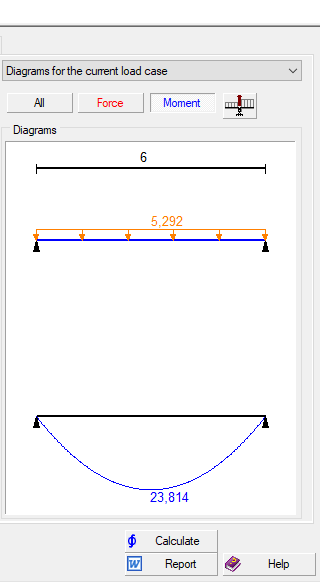 Diagrams for the current load case
All Force Moment
Diagrams
6
5,292
23,814
Calculate
Report Help